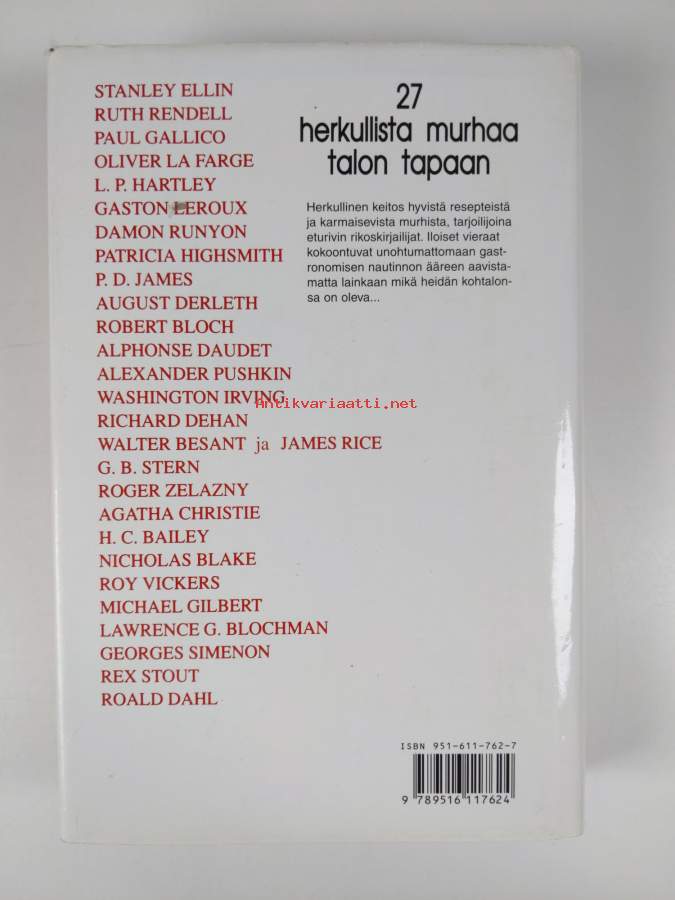 STANLEY ELLIN
RUTH RENDELL
PAUL GALLICO
OLIVER LA FARGE
L. P. HARTLEY
GASTON LEROUX
DAMON RUNYON
PATRICIA HIGHSMITH
P. D. JAMES
AUGUST DERLETH
ROBERT BLOCH
ALPHONSE DAUDET
ALEXANDER PUSHKIN
WASHINGTON IRVING
RICHARD DEHAN
WALTER BESANT ja JAMES RICE
G. B. STERN
ROGER ZELAZNY
AGATHA CHRISTIE
H. C. BAILEY
NICHOLAS BLAKE
ROY VICKERS
MICHAEL GILBERT
LAWRENCE G. BLOCHMAN
GEORGES SIMENON
REX STOUT
ROALD DAHL
27
herkullista murhaa
talon tapaan
Herkullinen keitos hyvistä resepteistä
ja karmaisevista murhista, tarjoilijoina
eturivin rikoskirjailijat. Iloiset vieraat
kokoontuvat unohtumattomaan gast-
ronomisen nautinnon ääreen aavista-
matta lainkaan mikä heidän kohtalon-
sa on oleva...
Antikvariaatti.net
ISBN 951-611-762-7
9 789516 117624